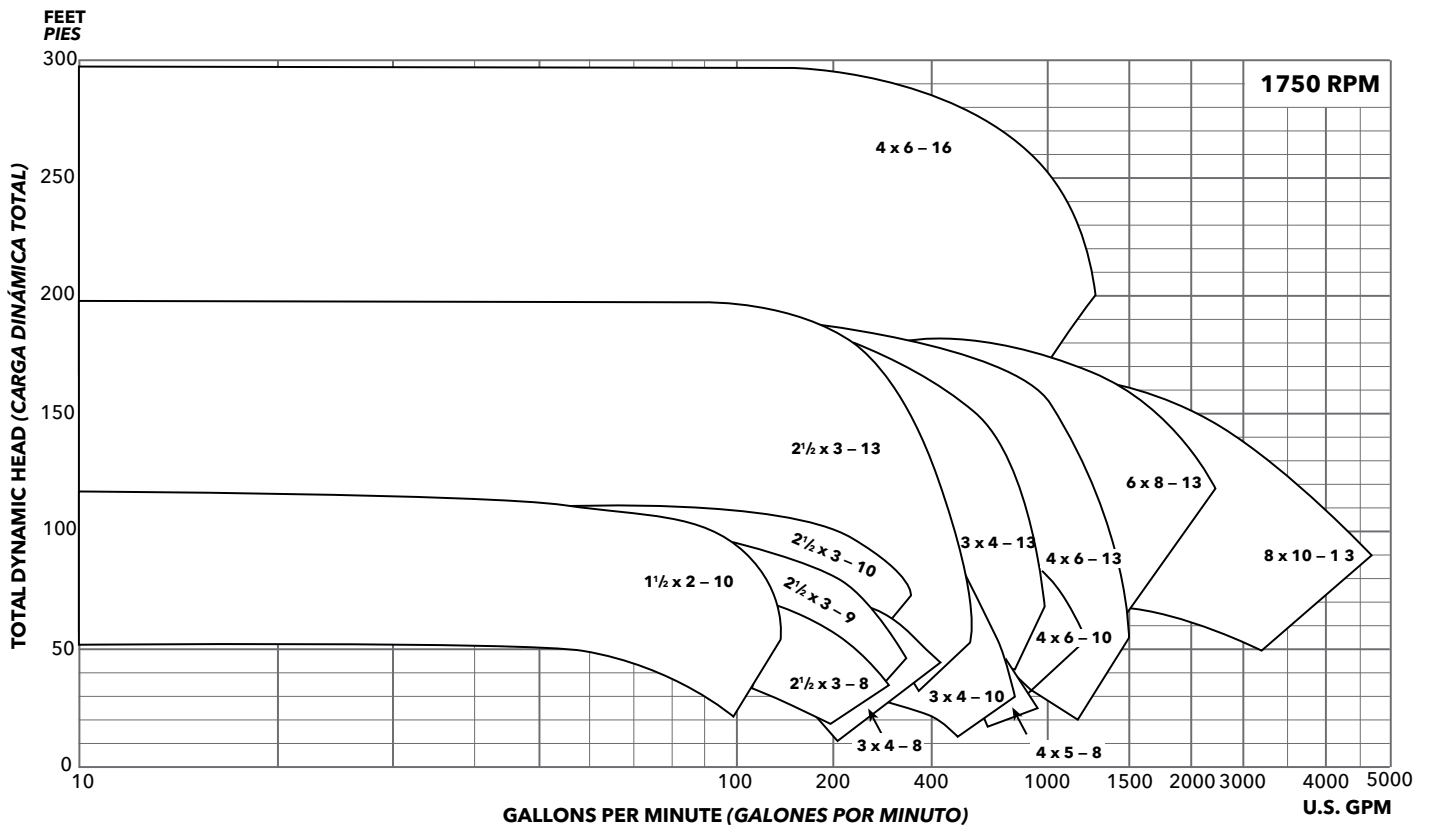 FEET
PIES
300
1750 RPM
4 x 6 – 16
250
200
150
2½ x 3 – 13
6 x 8 – 13
100
3 x 4 – 13
2½ x 3 – 10
4 x 6 – 13
8 x 10 – 1 3
1½ x 2 – 10
2½ x 3 – 9
50
4 x 6 – 10
2½ x 3 – 8
3 x 4 – 10
3 x 4 – 8
4 x 5 – 8
0
10 100 200 400 1000 1500 2000 3000 4000 5000
TOTAL DYNAMIC HEAD (CARGA DINÁMICA TOTAL)
GALLONS PER MINUTE (GALONES POR MINUTO)
U.S. GPM